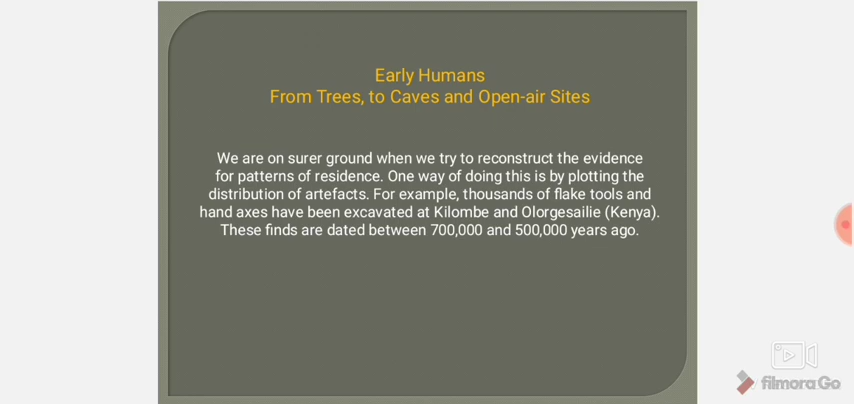 Early Humans
From Trees, to Caves and Open-air Sites
We are on surer ground when we try to reconstruct the evidence
for patterns of residence. One way of doing this is by plotting the
distribution of artefacts. For example, thousands of flake tools and
hand axes have been excavated at Kilombe and Olorgesailie (Kenya).
These finds are dated between 700,000 and 500,000 years ago.
filmoraGo